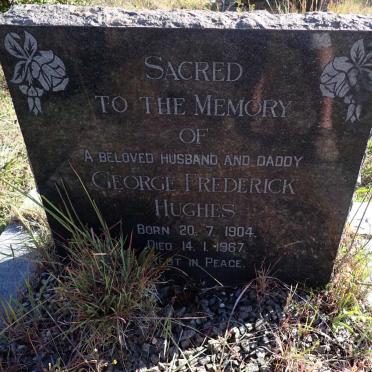 Sacred
to the Memory
of
a beloved husband and daddy
George Frederick
Hughes
Born 20. 7. 1904.
Died 14. 1. 1967.
Rest in Peace.